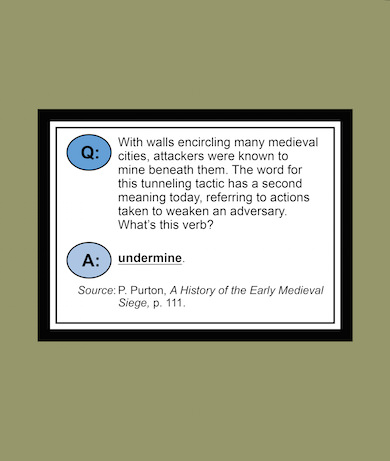 Q: With walls encircling many medieval
cities, attackers were known to
mine beneath them. The word for
this tunneling tactic has a second
meaning today, referring to actions
taken to weaken an adversary.
What's this verb?
A: undermine.
Source: P. Purton, A History of the Early Medieval
Siege, p. 111.